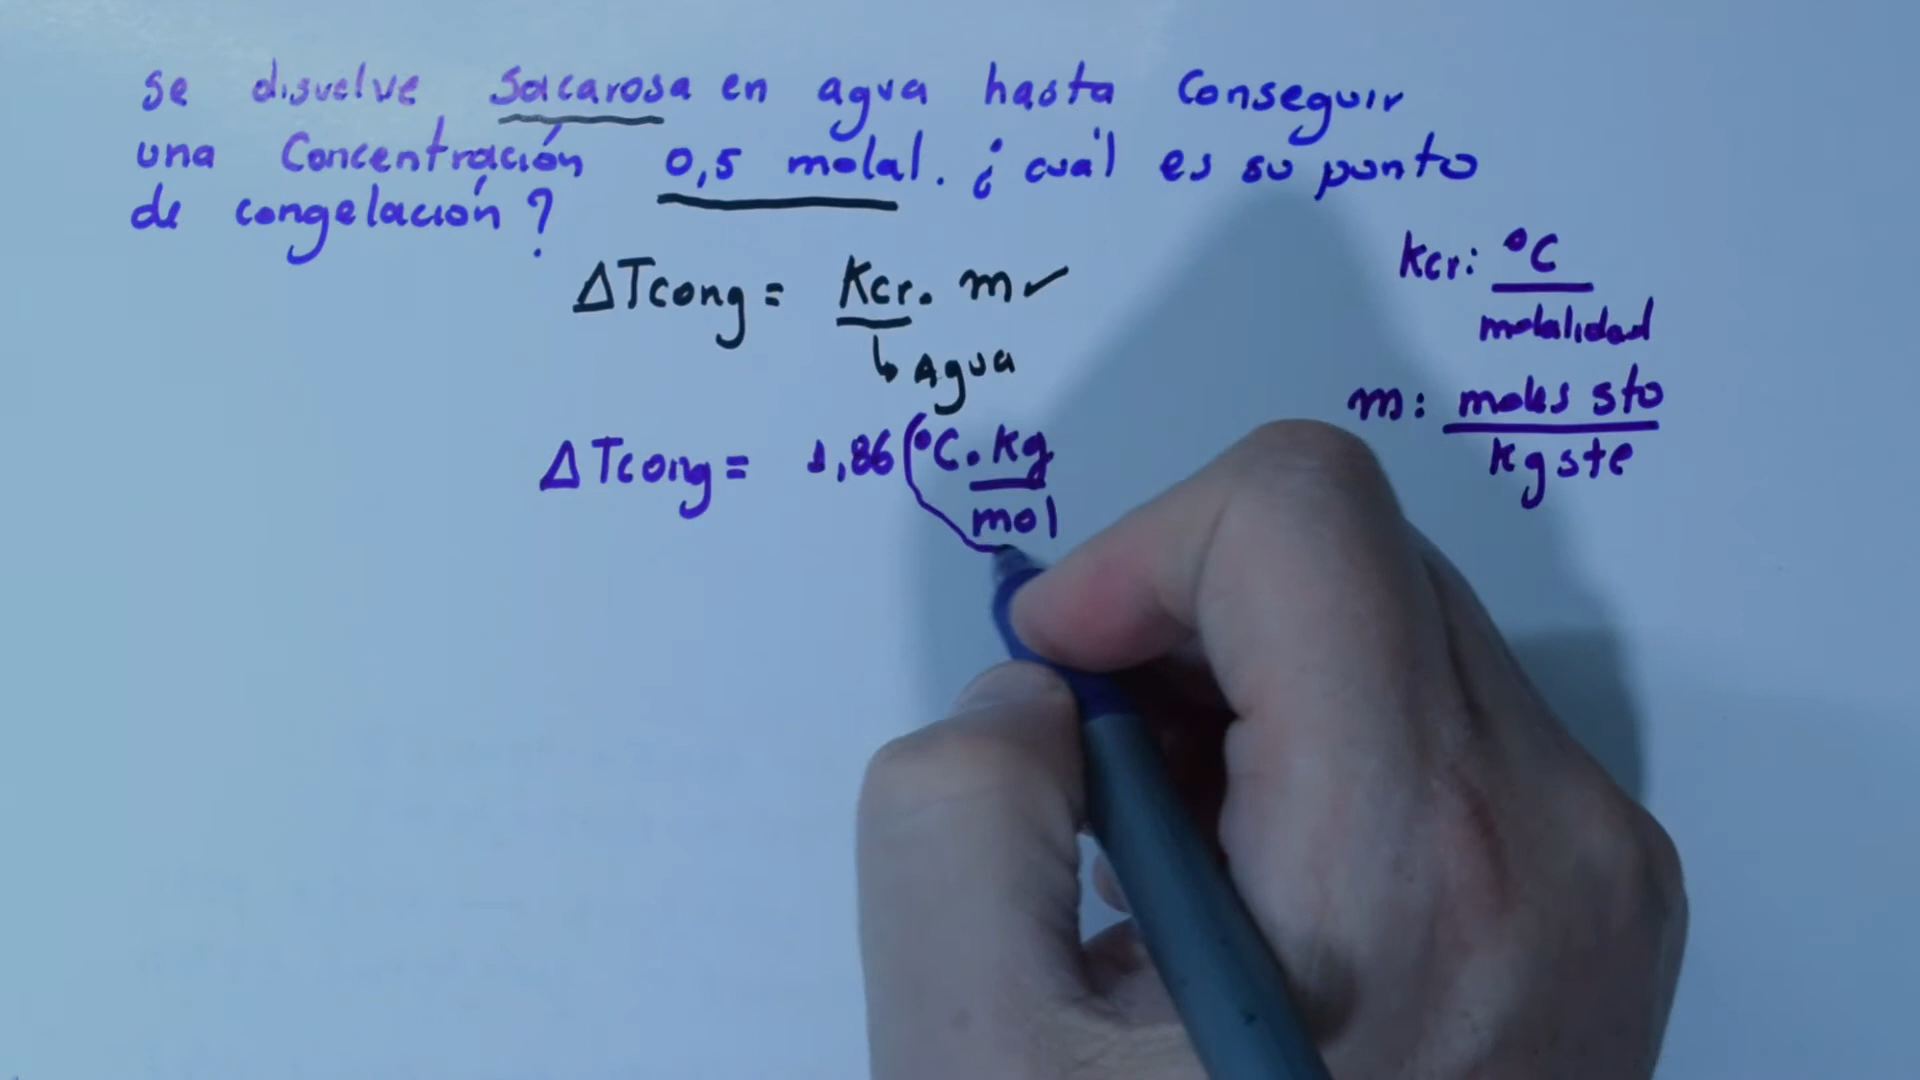 se disuelve Sacarosa en agua hasta Conseguir
una Concentración 0,5 molal. ¿cuál es su punto
de congelación?
ΔTcong = Kcr. m ✓
↳ Agua
kcr: °C
molalidad
m: moles sto
kg ste
ΔTcong = 1,86 (°C. kg
mol